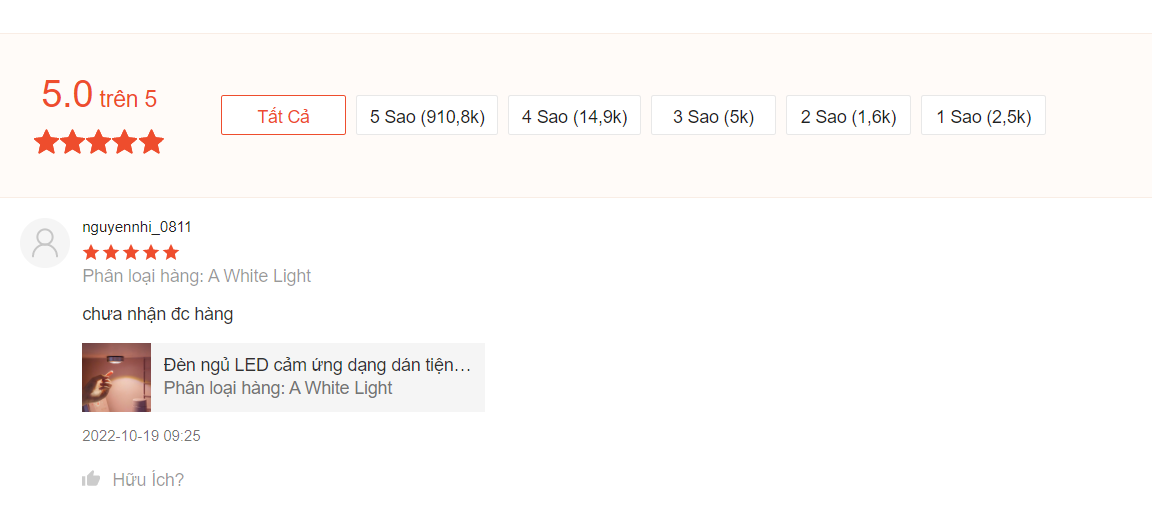 5.0 trên 5
Tất Cả
5 Sao (910,8k)
4 Sao (14,9k)
3 Sao (5k)
2 Sao (1,6k)
1 Sao (2,5k)
nguyennhi_0811
Phân loại hàng: A White Light
chưa nhận đc hàng
Đèn ngủ LED cảm ứng dạng dán tiện…
Phân loại hàng: A White Light
2022-10-19 09:25
Hữu Ích?